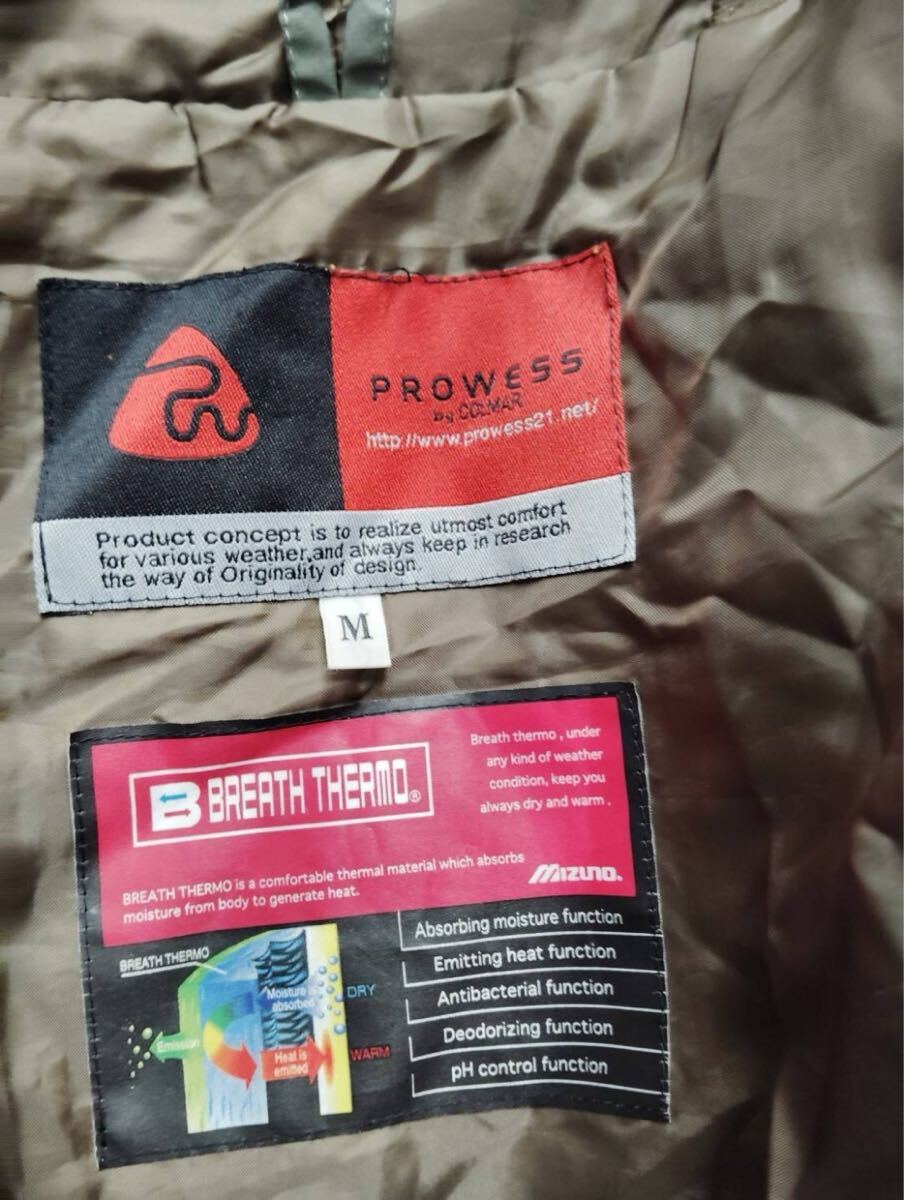 PROWESS
by COLMAR
http://www.prowess21.net/
Product concept is to realize utmost comfort
for various weather,and always keep in research
the way of Originality of design.
M
B BREATH THERMO®
Breath thermo , under
any kind of weather
condition, keep you
always dry and warm .
BREATH THERMO is a comfortable thermal material which absorbs
moisture from body to generate heat.
MIZUNO.
BREATH THERMO
Moisture is
absorbed
DRY
Emission
Heat is
emitted
WARM
Absorbing moisture function
Emitting heat function
Antibacterial function
Deodorizing function
pH control function